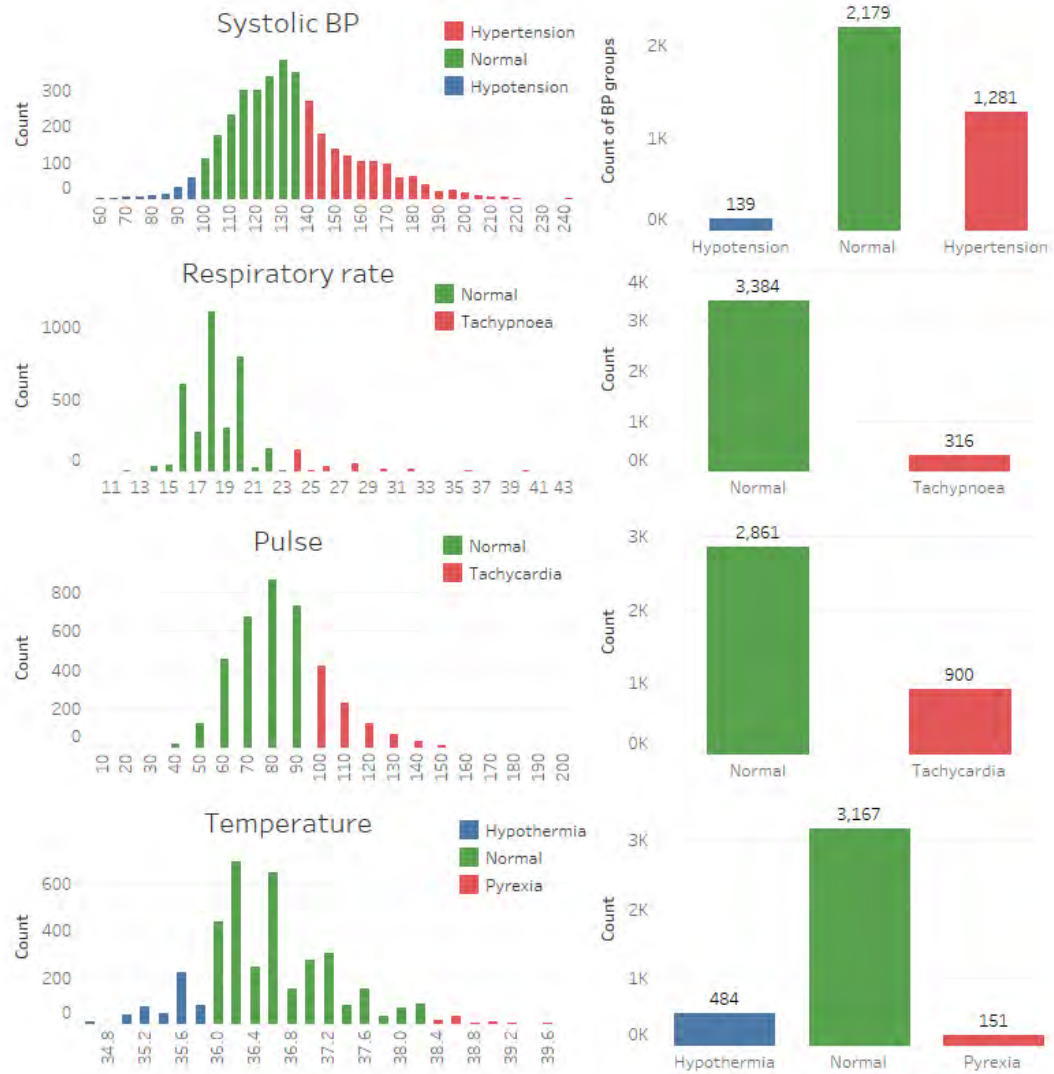 Systolic BP
Hypertension
Normal
Hypotension
Count
300
200
100
0
60 70 80 90 100 110 120 130 140 150 160 170 180 190 200 210 220 230 240
Count of BP groups
2K
1K
0K
139
2,179
1,281
Hypotension Normal Hypertension
Respiratory rate
Normal
Tachypnoea
Count
1000
500
0
11 13 15 17 19 21 23 25 27 29 31 33 35 37 39 41 43
Count
4K
3K
2K
1K
0K
3,384
316
Normal Tachypnoea
Pulse
Normal
Tachycardia
Count
800
600
400
200
0
10 20 30 40 50 60 70 80 90 100 110 120 130 140 150 160 170 180 190 200
Count
3K
2K
1K
0K
2,861
900
Normal Tachycardia
Temperature
Hypothermia
Normal
Pyrexia
Count
600
400
200
0
34.8 35.2 35.6 36.0 36.4 36.8 37.2 37.6 38.0 38.4 38.8 39.2 39.6
Count
3K
2K
1K
0K
484
3,167
151
Hypothermia Normal Pyrexia